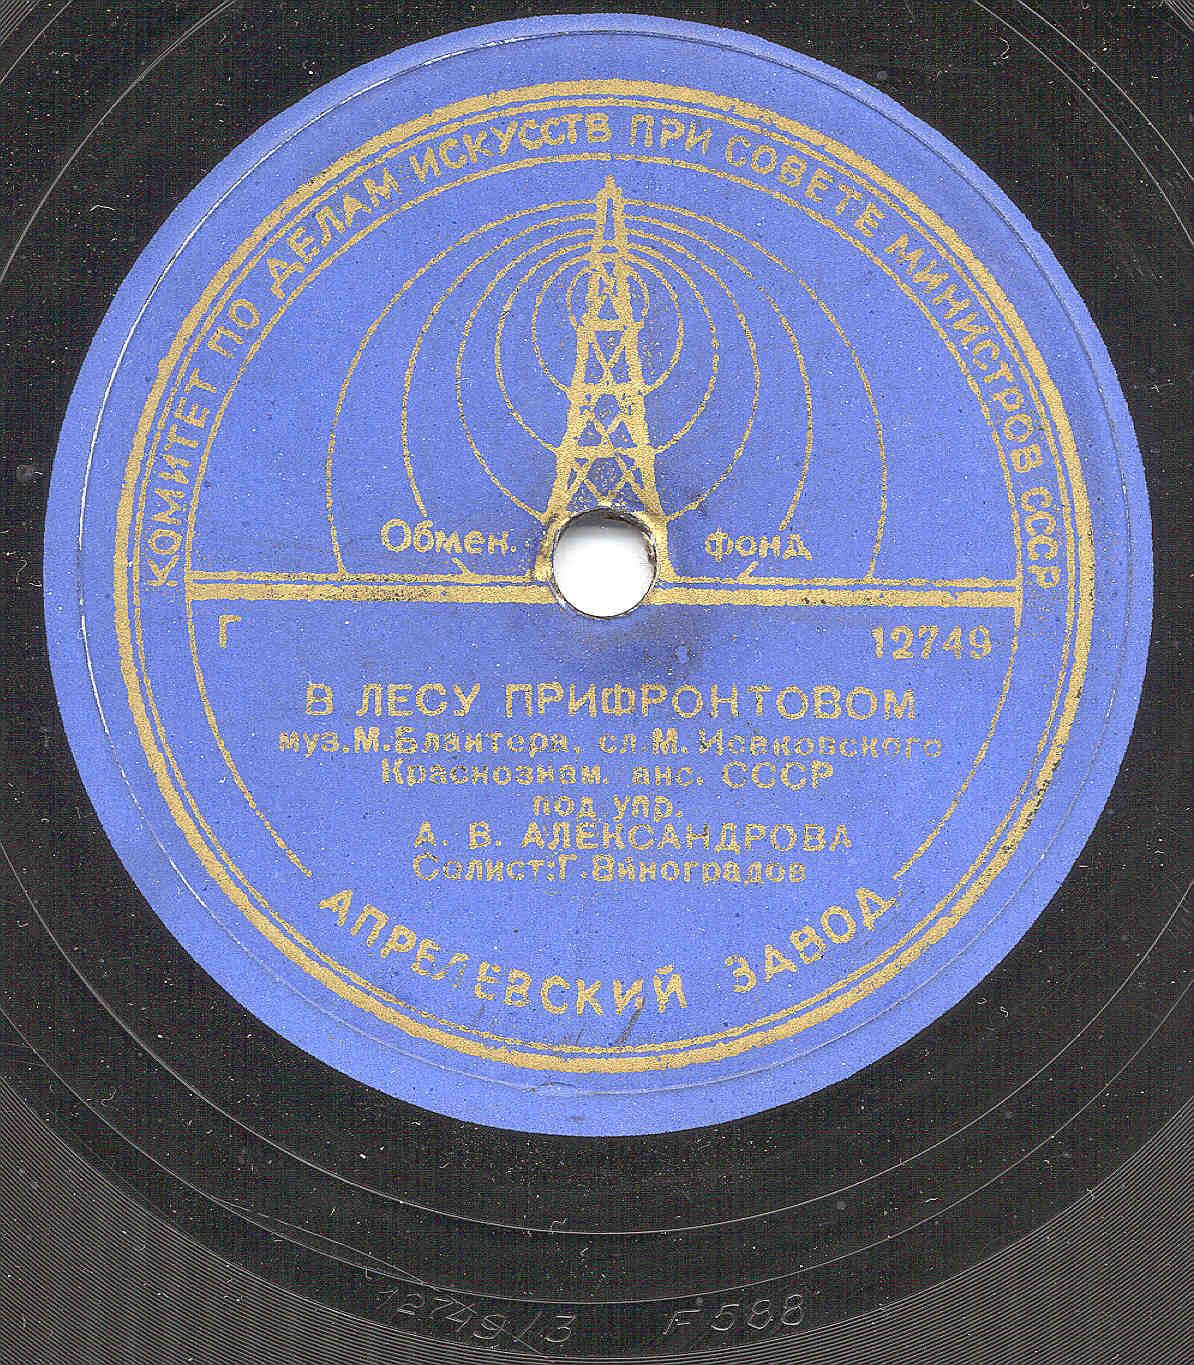 КОМИТЕТ ПО ДЕЛАМ ИСКУССТВ ПРИ СОВЕТЕ МИНИСТРОВ СССР
Обмен. фонд
Г 12749
В ЛЕСУ ПРИФРОНТОВОМ
муз. М. Блантера, сл. М. Исаковского
Краснознам. анс. СССР
под упр.
А. В. АЛЕКСАНДРОВА
Солист: Г. Виноградов
АПРЕЛЕВСКИЙ ЗАВОД
12749/3 F 588